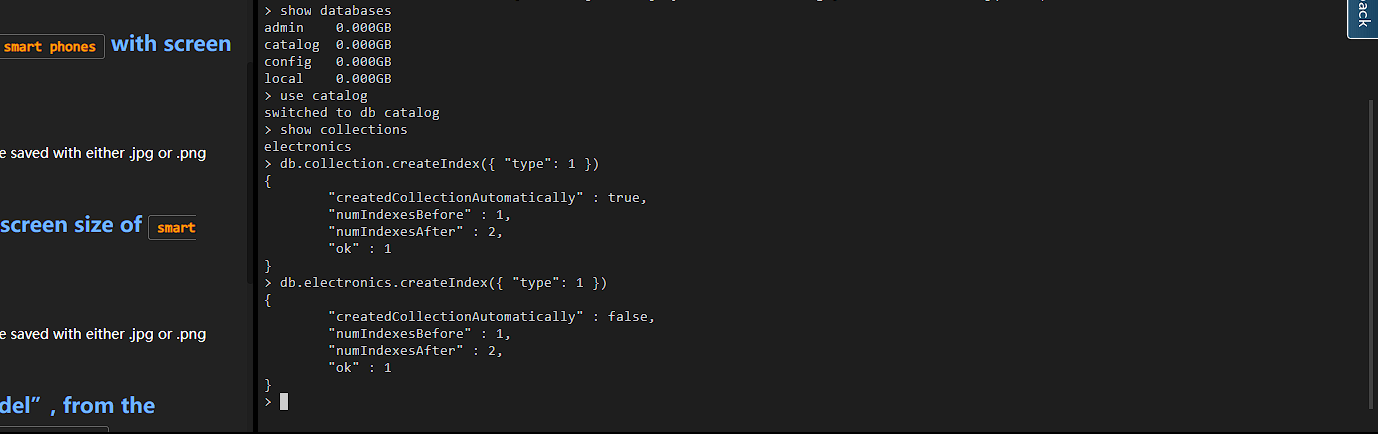 smart phones with screen
e saved with either .jpg or .png
screen size of smart
e saved with either .jpg or .png
del” , from the
> show databases
admin    0.000GB
catalog  0.000GB
config   0.000GB
local    0.000GB
> use catalog
switched to db catalog
> show collections
electronics
> db.collection.createIndex({ "type": 1 })
{
        "createdCollectionAutomatically" : true,
        "numIndexesBefore" : 1,
        "numIndexesAfter" : 2,
        "ok" : 1
}
> db.electronics.createIndex({ "type": 1 })
{
        "createdCollectionAutomatically" : false,
        "numIndexesBefore" : 1,
        "numIndexesAfter" : 2,
        "ok" : 1
}
>
ack